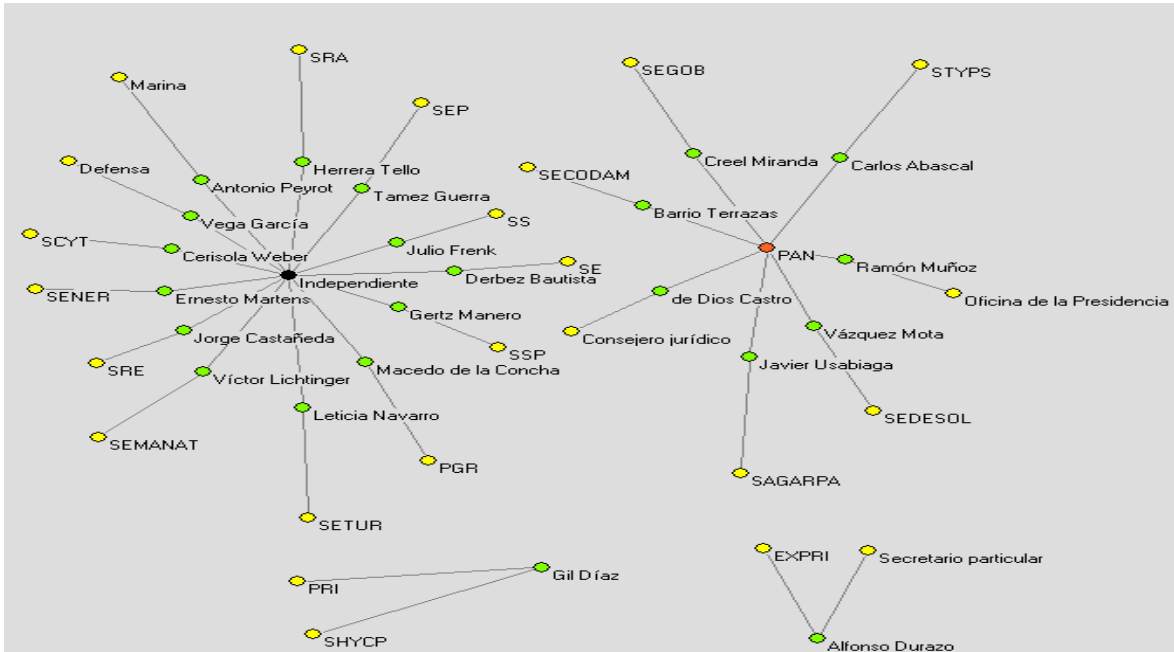 SRA
SEGOB
STYPS
Marina
SEP
Creel Miranda
Carlos Abascal
Defensa
Herrera Tello
SECODAM
Antonio Peyrot
Tamez Guerra
Barrio Terrazas
Vega García
SS
SCYT
Cerisola Weber
Julio Frenk
PAN
Ramón Muñoz
SE
Independiente
Derbez Bautista
SENER
Ernesto Martens
de Dios Castro
Oficina de la Presidencia
Gertz Manero
Jorge Castañeda
Consejero jurídico
Vázquez Mota
SSP
SRE
Macedo de la Concha
Javier Usabiaga
Víctor Lichtinger
Leticia Navarro
SEDESOL
SEMANAT
PGR
SAGARPA
SETUR
EXPRI
Secretario particular
Gil Díaz
PRI
SHYCP
Alfonso Durazo